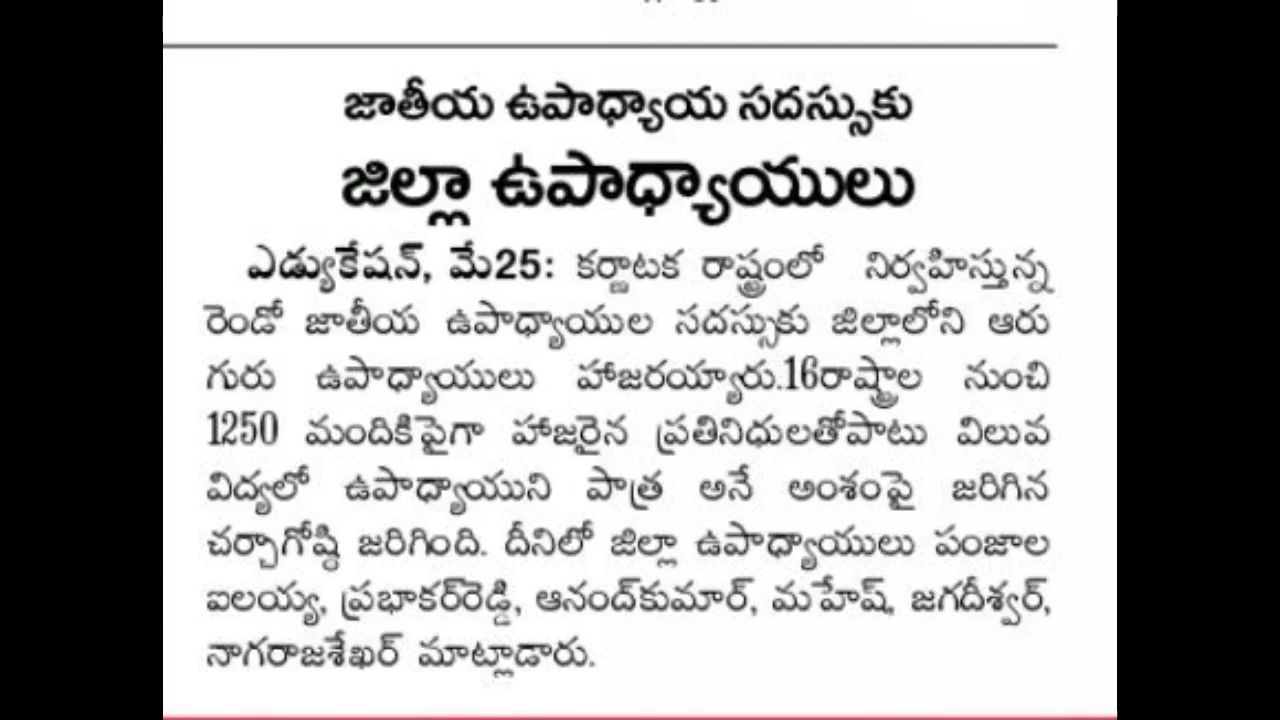 జాతీయ ఉపాధ్యాయ సదస్సుకు
జిల్లా ఉపాధ్యాయులు
ఎడ్యుకేషన్, మే25: కర్ణాటక రాష్ట్రంలో నిర్వహిస్తున్న
రెండో జాతీయ ఉపాధ్యాయుల సదస్సుకు జిల్లాలోని ఆరు
గురు ఉపాధ్యాయులు హాజరయ్యారు.16రాష్ట్రాల నుంచి
1250 మందికిపైగా హాజరైన ప్రతినిధులతోపాటు విలువ
విద్యలో ఉపాధ్యాయుని పాత్ర అనే అంశంపై జరిగిన
చర్చాగోష్ఠి జరిగింది. దీనిలో జిల్లా ఉపాధ్యాయులు పంజాల
ఐలయ్య, ప్రభాకర్‌రెడ్డి, ఆనంద్‌కుమార్, మహేష్, జగదీశ్వర్,
నాగరాజశేఖర్ మాట్లాడారు.